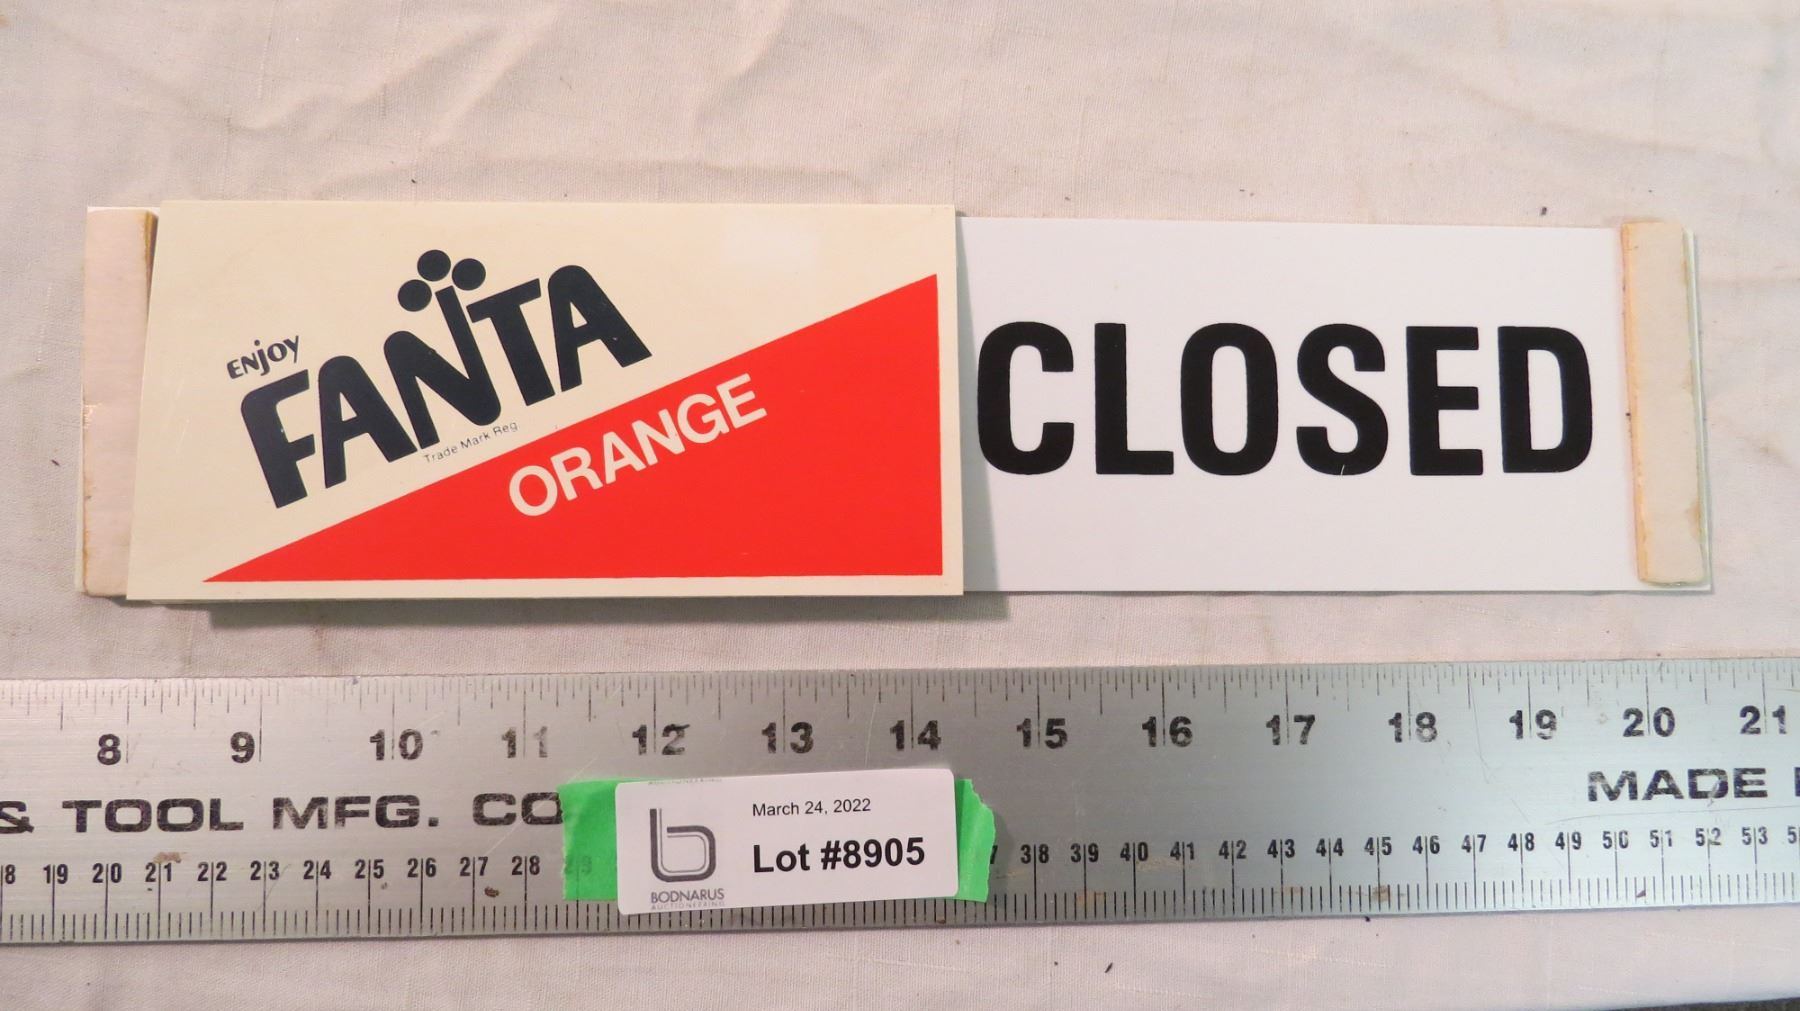 ENjOY
FANTA
Trade Mark Reg
ORANGE
CLOSED
8 9 10 11 12 13 14 15 16 17 18 19 20 21
& TOOL MFG. CO
MADE
March 24, 2022
Lot #8905
BODNARUS
AUCTIONEERING
19 20 21 22 23 24 25 26 27 28 29 38 39 40 41 42 43 44 45 46 47 48 49 50 51 52 53